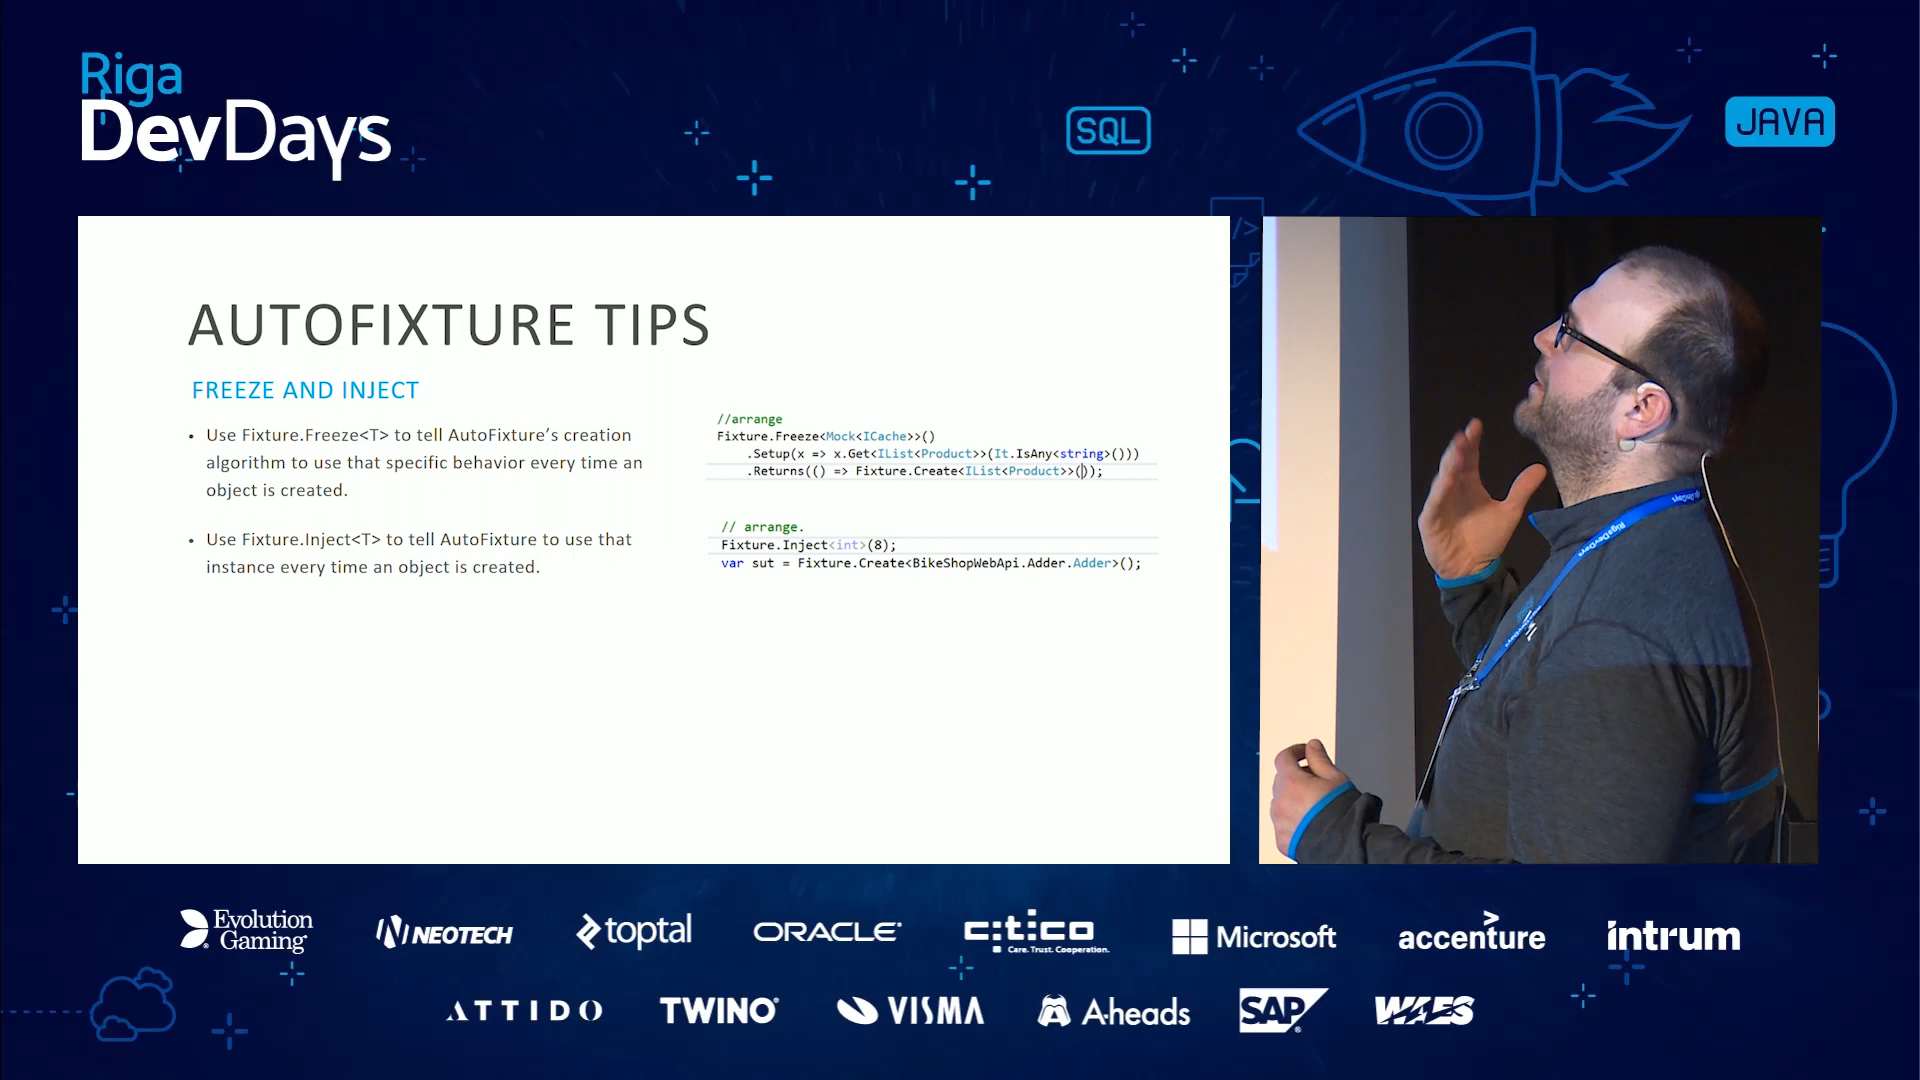 Riga
DevDays
SQL
JAVA
</>
AUTOFIXTURE TIPS
FREEZE AND INJECT
• Use Fixture.Freeze<T> to tell AutoFixture’s creation
algorithm to use that specific behavior every time an
object is created.
• Use Fixture.Inject<T> to tell AutoFixture to use that
instance every time an object is created.
//arrange
Fixture.Freeze<Mock<ICache>>()
.Setup(x => x.Get<IList<Product>>(It.IsAny<string>()))
.Returns(() => Fixture.Create<IList<Product>>());
// arrange.
Fixture.Inject<int>(8);
var sut = Fixture.Create<BikeShopWebApi.Adder.Adder>();
RigaDevDays
Evolution
Gaming
NEOTECH
toptal
ORACLE
citico
Care. Trust. Cooperation.
Microsoft
accenture
intrum
ATTIDO
TWINO
VISMA
A-heads
SAP